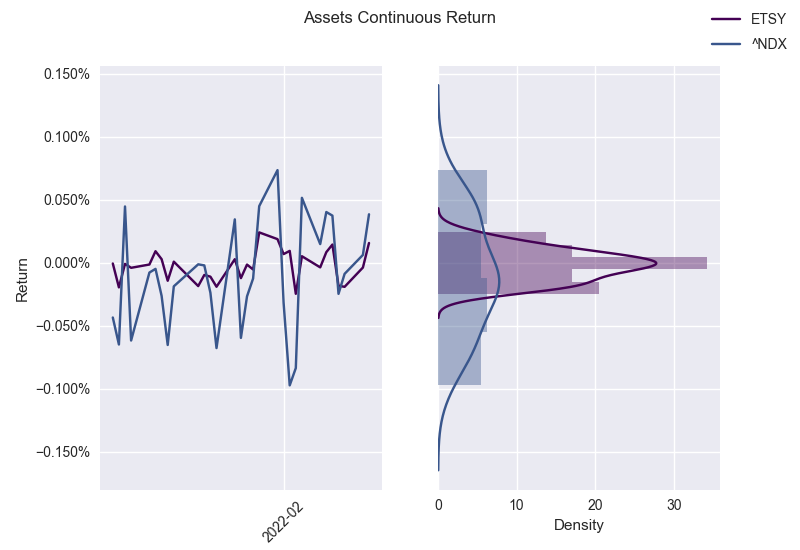 Assets Continuous Return
ETSY
^NDX
0.150%
0.100%
0.050%
0.000%
−0.050%
−0.100%
−0.150%
Return
2022-02
0 10 20 30
Density